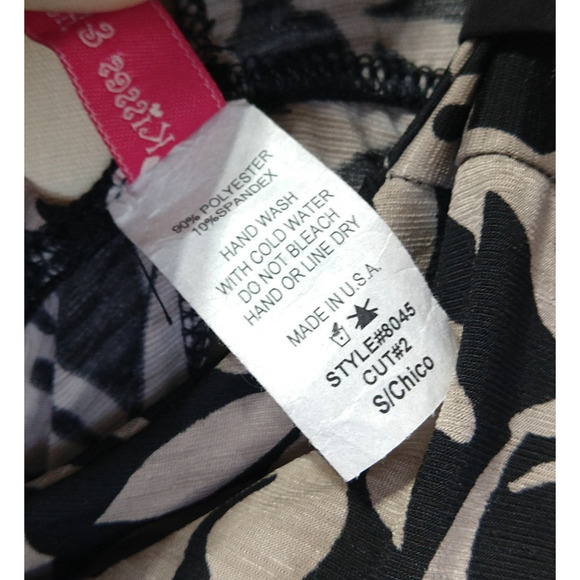 Kisses
90% POLYESTER
10%SPANDEX
HAND WASH
WITH COLD WATER
DO NOT BLEACH
HAND OR LINE DRY
MADE IN U.S.A.
STYLE#8045
CUT#2
S/Chico